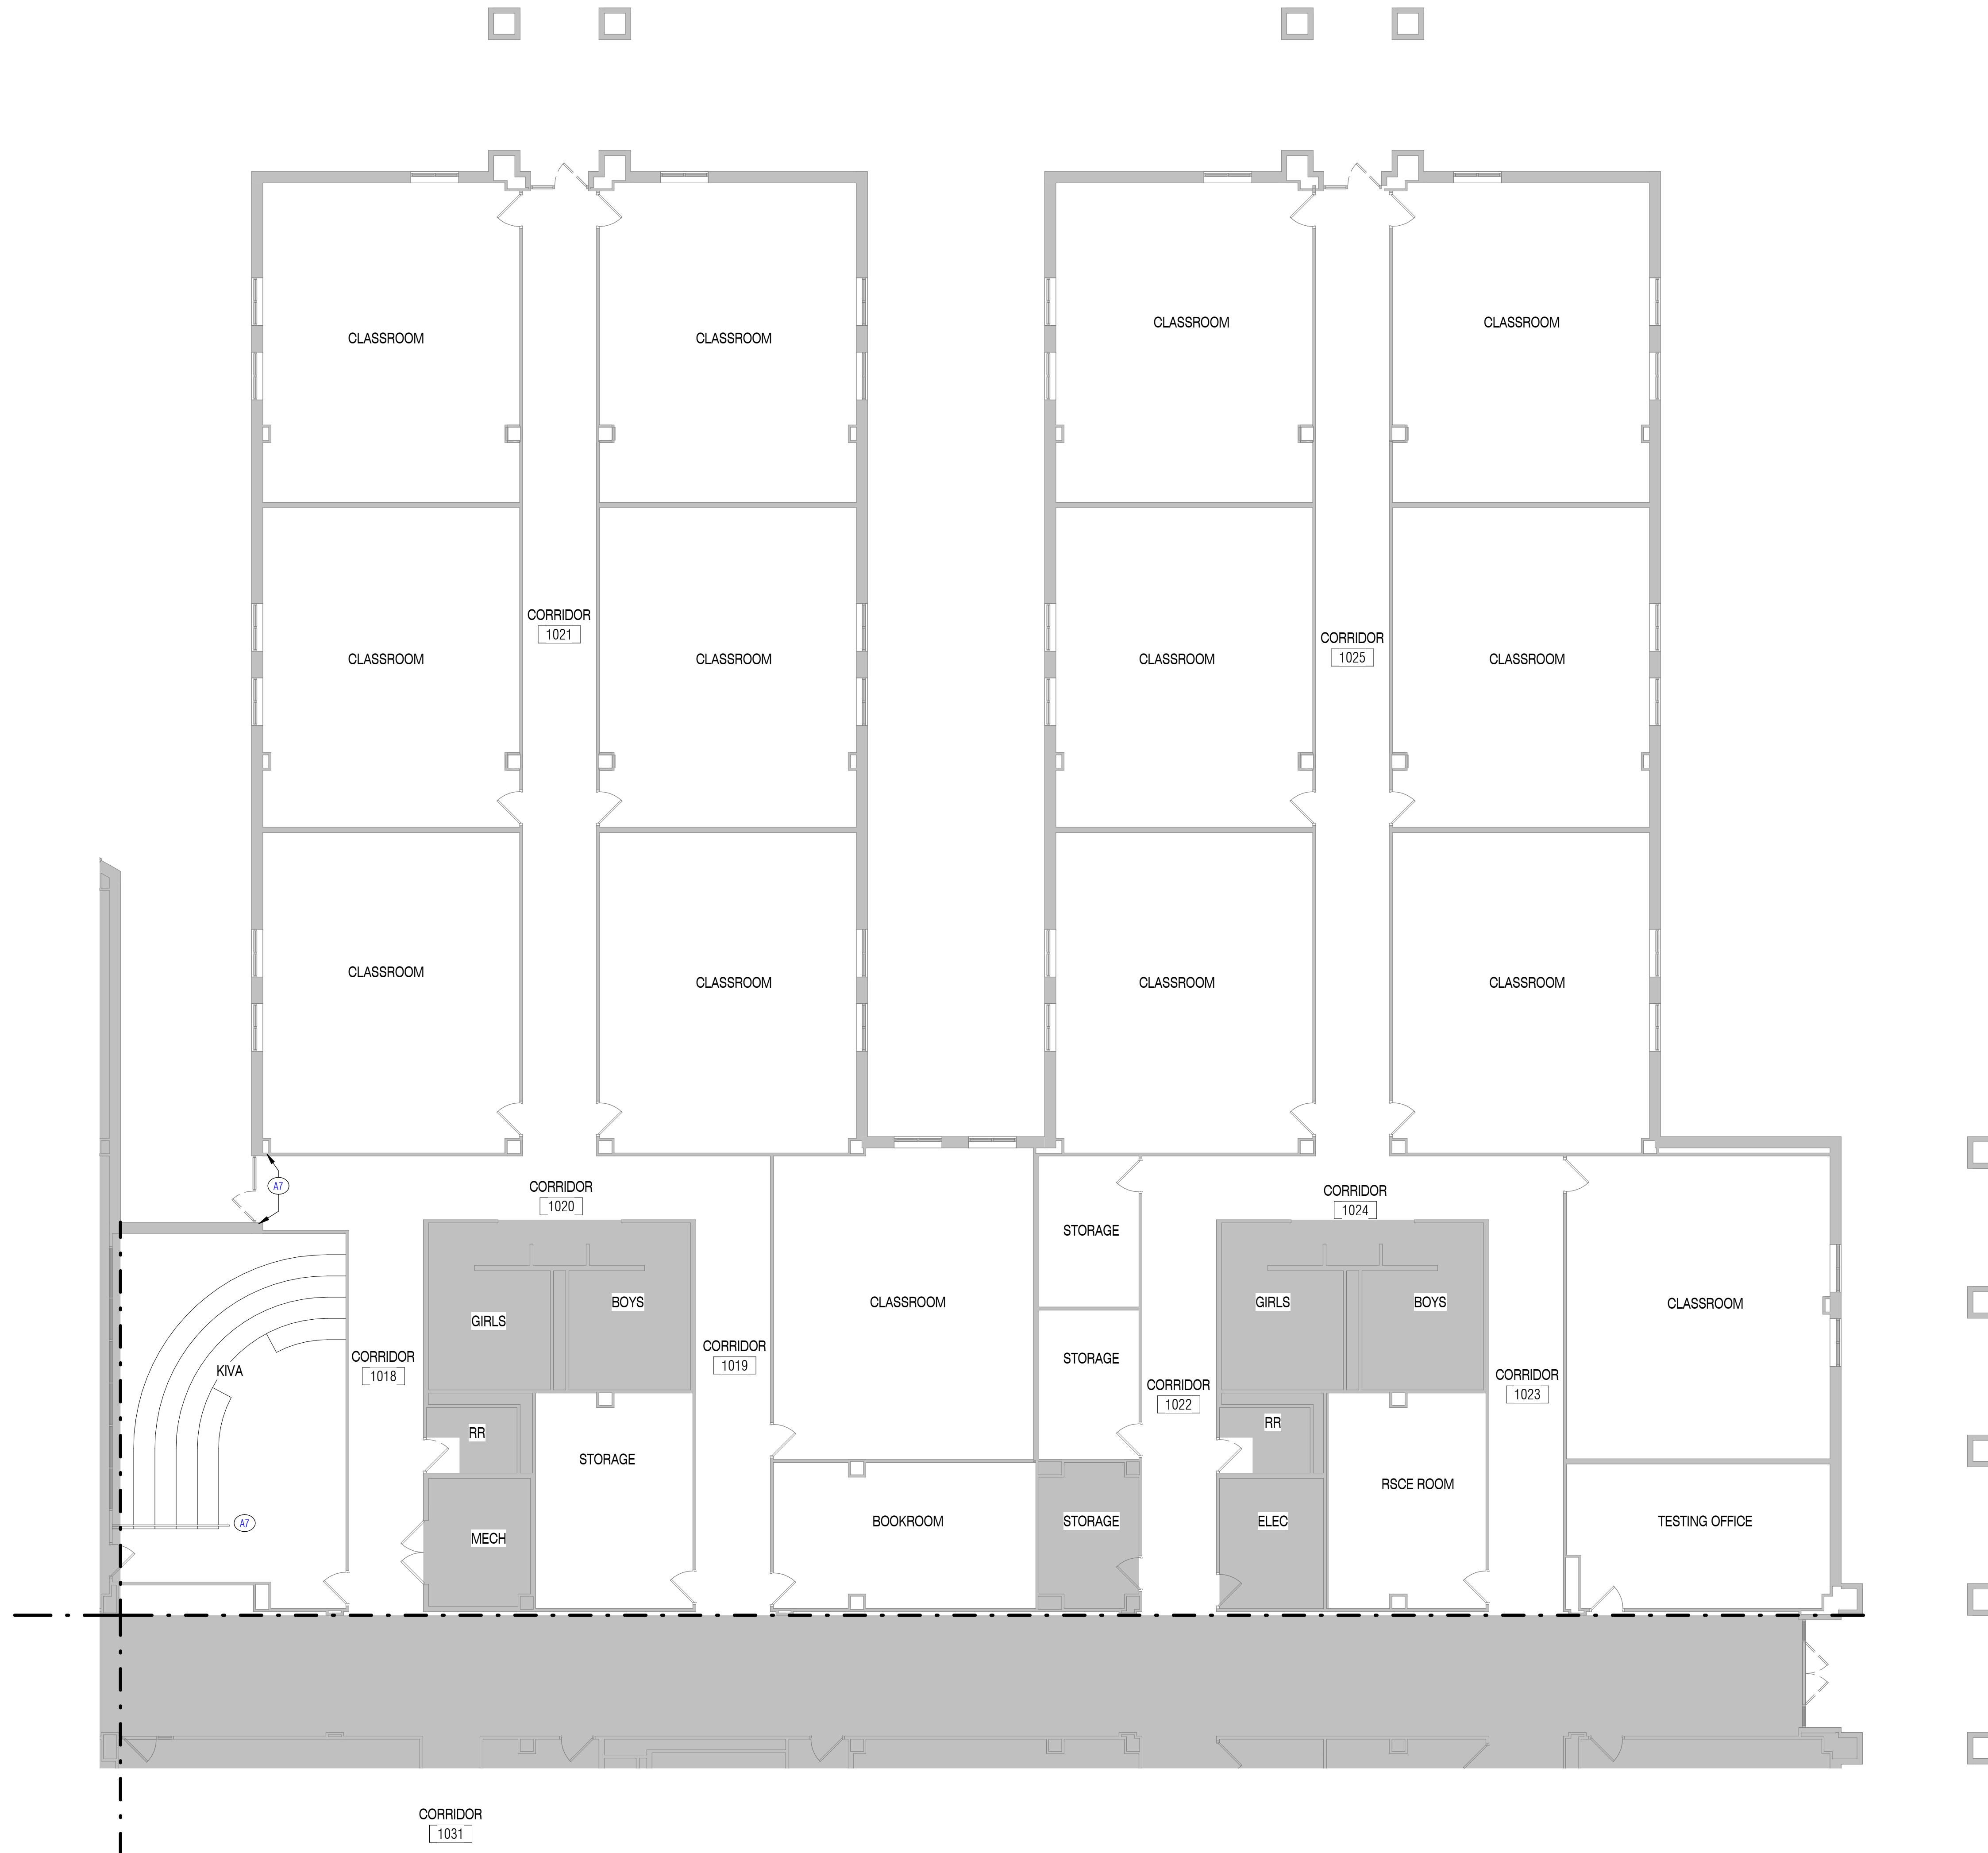 CLASSROOM
CLASSROOM
CLASSROOM
CLASSROOM
CORRIDOR
1021
CORRIDOR
1025
CLASSROOM
CLASSROOM
CLASSROOM
CLASSROOM
CLASSROOM
CLASSROOM
CLASSROOM
CLASSROOM
A7
CORRIDOR
1020
CORRIDOR
1024
STORAGE
GIRLS
BOYS
CLASSROOM
GIRLS
BOYS
CLASSROOM
KIVA
CORRIDOR
1018
CORRIDOR
1019
STORAGE
CORRIDOR
1022
CORRIDOR
1023
RR
STORAGE
RR
RSCE ROOM
A7
MECH
BOOKROOM
STORAGE
ELEC
TESTING OFFICE
CORRIDOR
1031